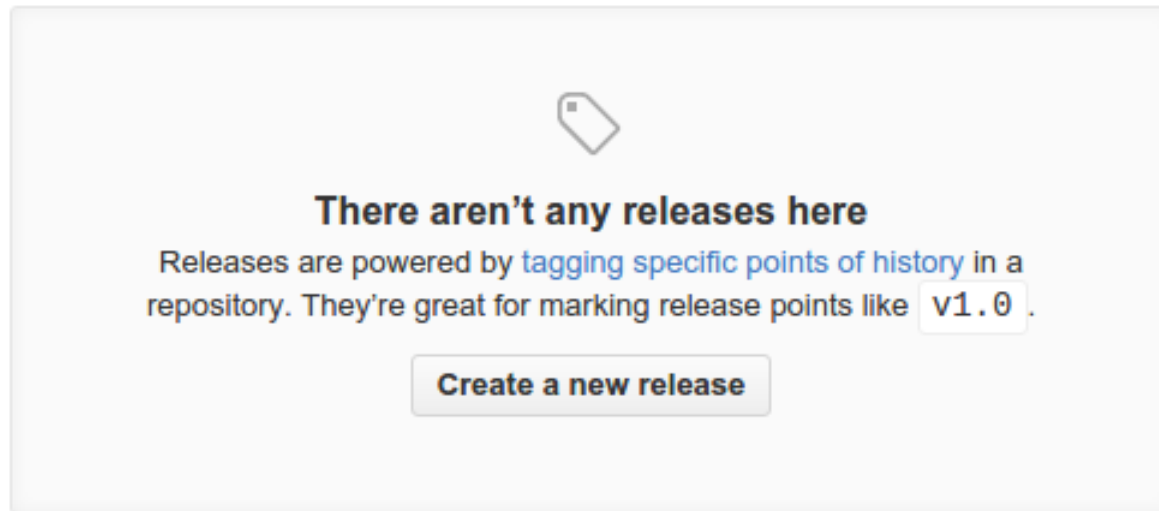 There aren’t any releases here
Releases are powered by tagging specific points of history in a
repository. They’re great for marking release points like v1.0.
Create a new release